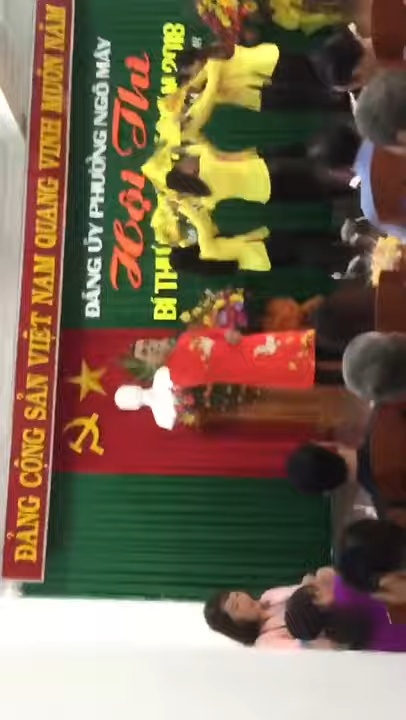 ĐẢNG CỘNG SẢN VIỆT NAM QUANG VINH MUÔN NĂM
ĐẢNG ỦY PHƯỜNG NGÔ MÂY
Hội Thi
BÍ THƯ 2018